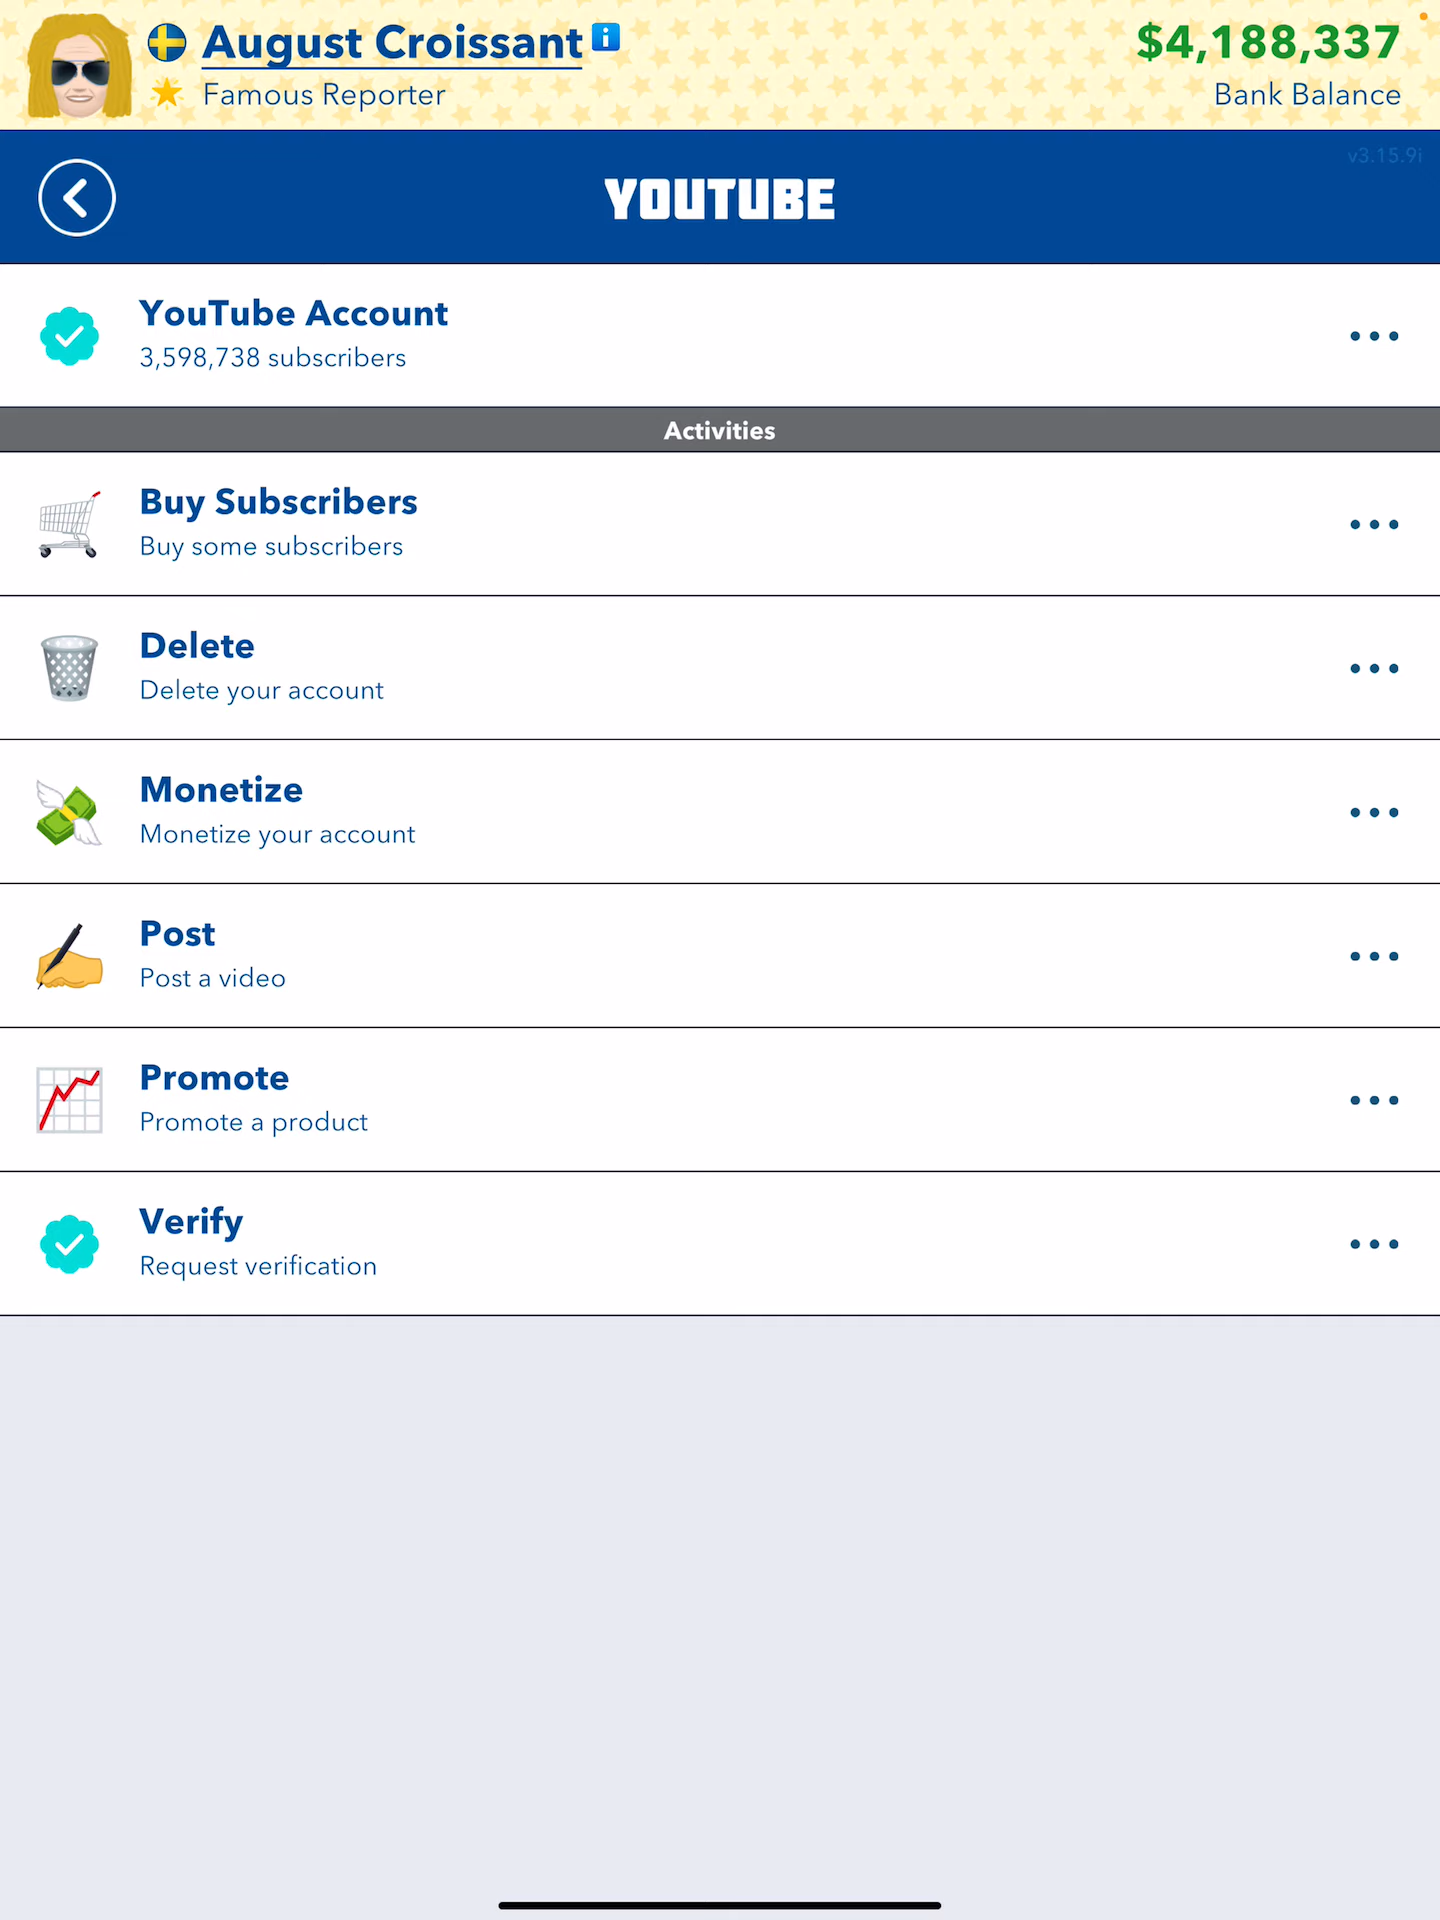 August Croissant i
$4,188,337
Famous Reporter
Bank Balance
v3.15.9i
YOUTUBE
YouTube Account
3,598,738 subscribers
Activities
Buy Subscribers
Buy some subscribers
Delete
Delete your account
Monetize
Monetize your account
Post
Post a video
Promote
Promote a product
Verify
Request verification